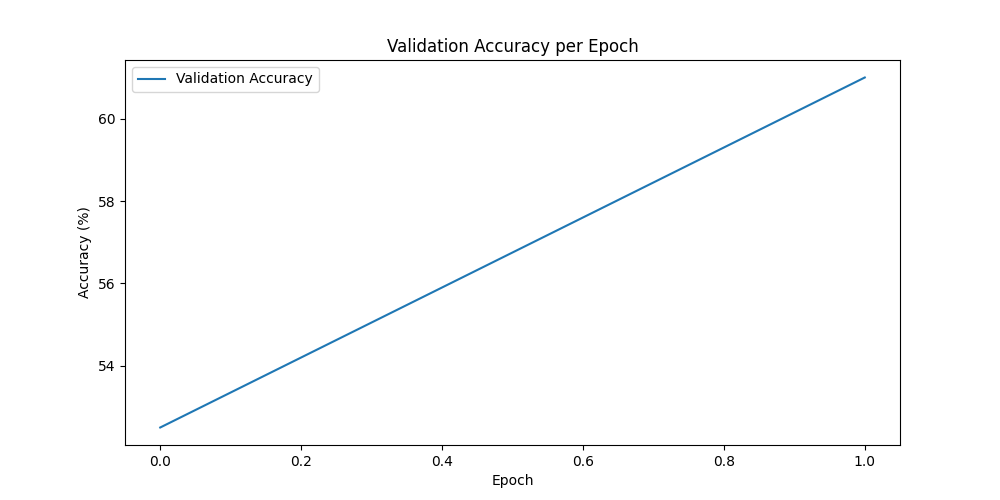 Validation Accuracy per Epoch
Validation Accuracy
60
58
56
54
Accuracy (%)
0.0 0.2 0.4 0.6 0.8 1.0
Epoch